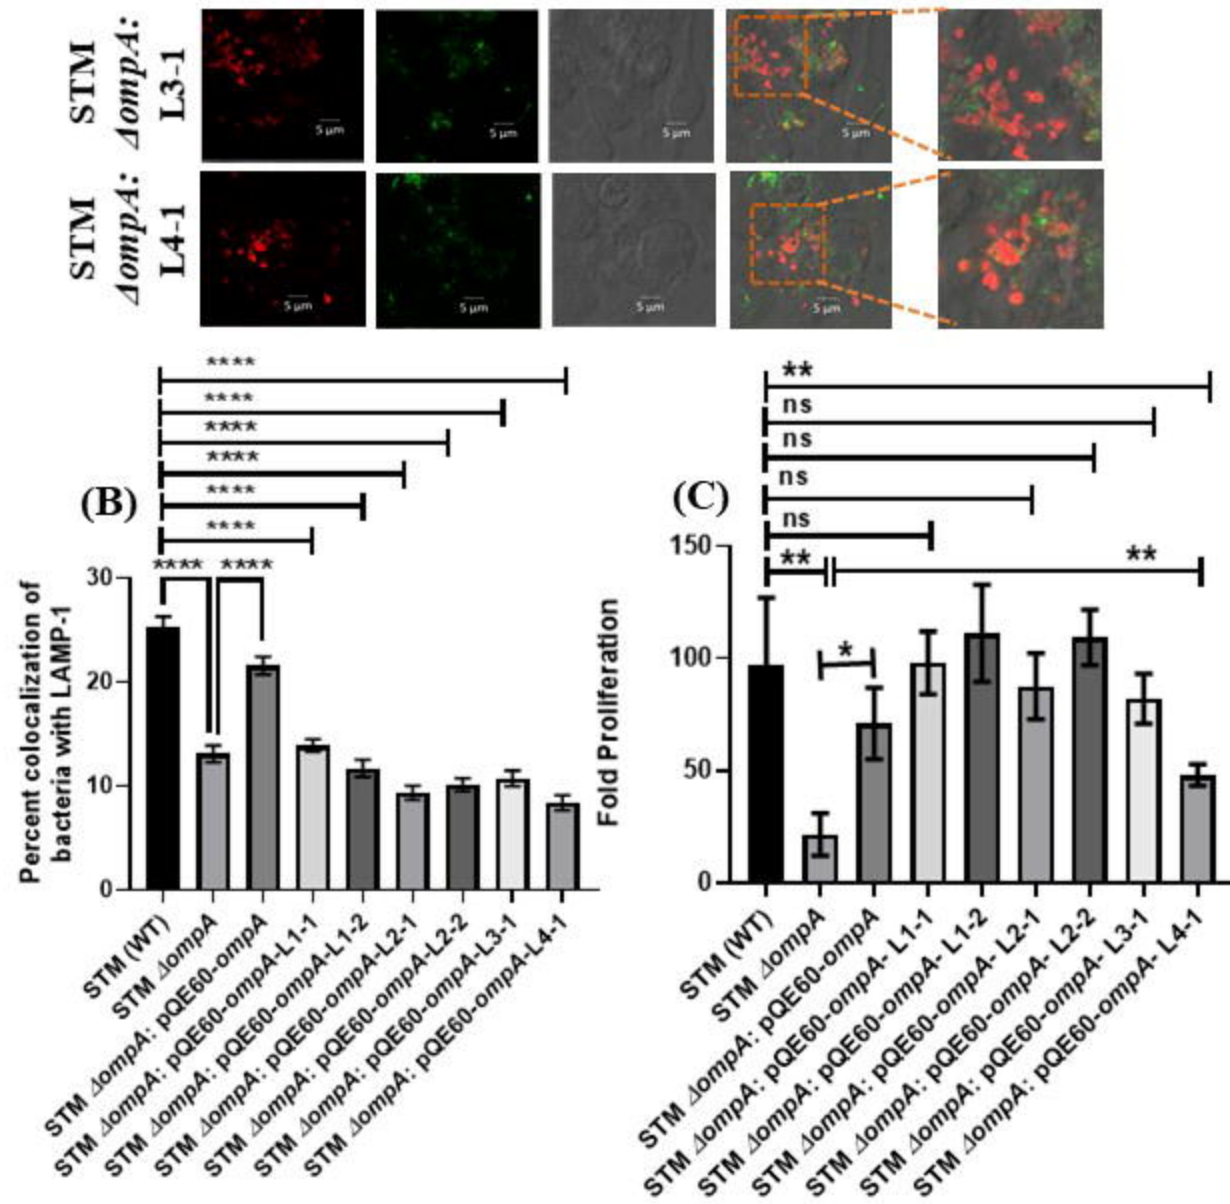 STM
ΔompA:
L3-1
5 μm
5 μm
5 μm
5 μm
STM
ΔompA:
L4-1
5 μm
5 μm
5 μm
5 μm
(B)
****
****
****
****
****
****
**** ****
Percent colocalization of
bacteria with LAMP-1
30
20
10
0
STM (WT)
STM ΔompA
STM ΔompA: pQE60-ompA
STM ΔompA: pQE60-ompA-L1-1
STM ΔompA: pQE60-ompA-L1-2
STM ΔompA: pQE60-ompA-L2-1
STM ΔompA: pQE60-ompA-L2-2
STM ΔompA: pQE60-ompA-L3-1
STM ΔompA: pQE60-ompA-L4-1
(C)
**
ns
ns
ns
ns
** **
*
Fold Proliferation
150
100
50
0
STM (WT)
STM ΔompA
STM ΔompA: pQE60-ompA
STM ΔompA: pQE60-ompA- L1-1
STM ΔompA: pQE60-ompA- L1-2
STM ΔompA: pQE60-ompA- L2-1
STM ΔompA: pQE60-ompA- L2-2
STM ΔompA: pQE60-ompA- L3-1
STM ΔompA: pQE60-ompA- L4-1